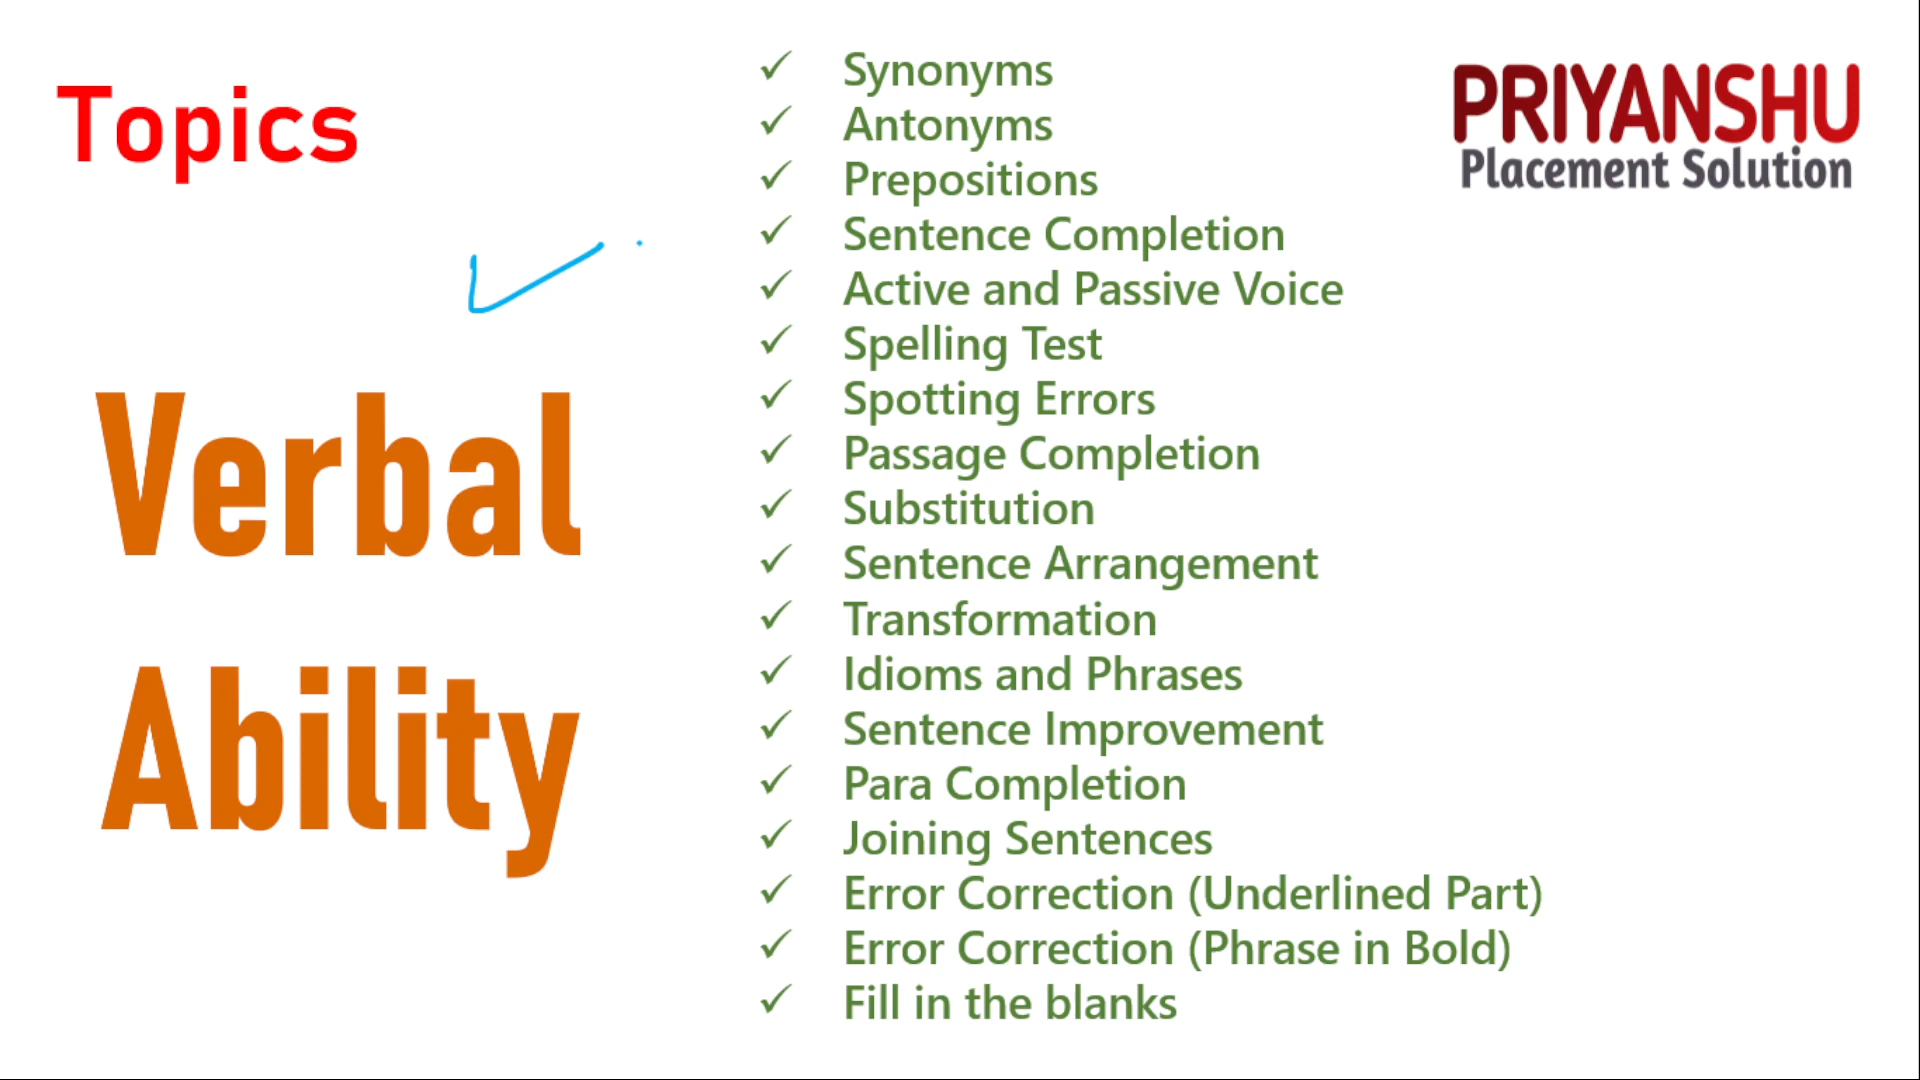 Topics
Verbal
Ability
Synonyms
Antonyms
Prepositions
Sentence Completion
Active and Passive Voice
Spelling Test
Spotting Errors
Passage Completion
Substitution
Sentence Arrangement
Transformation
Idioms and Phrases
Sentence Improvement
Para Completion
Joining Sentences
Error Correction (Underlined Part)
Error Correction (Phrase in Bold)
Fill in the blanks
PRIYANSHU
Placement Solution